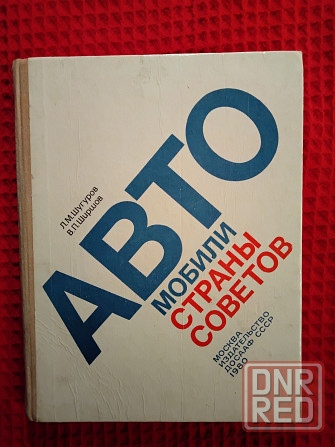 Л.М.Шугуров
В.П.Ширшов
АВТО
МОБИЛИ
СТРАНЫ
СОВЕТОВ
МОСКВА
ИЗДАТЕЛЬСТВО
ДОСААФ СССР
1980
DNR
RED